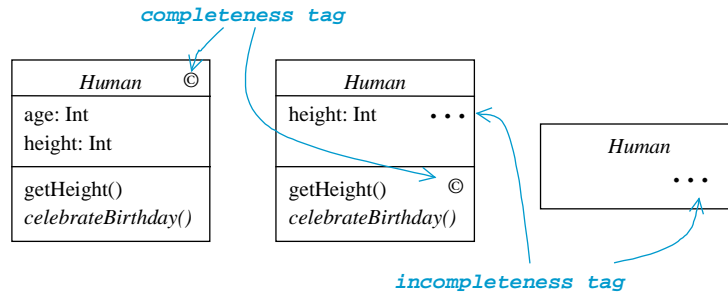 completeness tag
Human ©
age: Int
height: Int
getHeight()
celebrateBirthday()
Human
height: Int •••
getHeight() ©
celebrateBirthday()
Human
•••
incompleteness tag